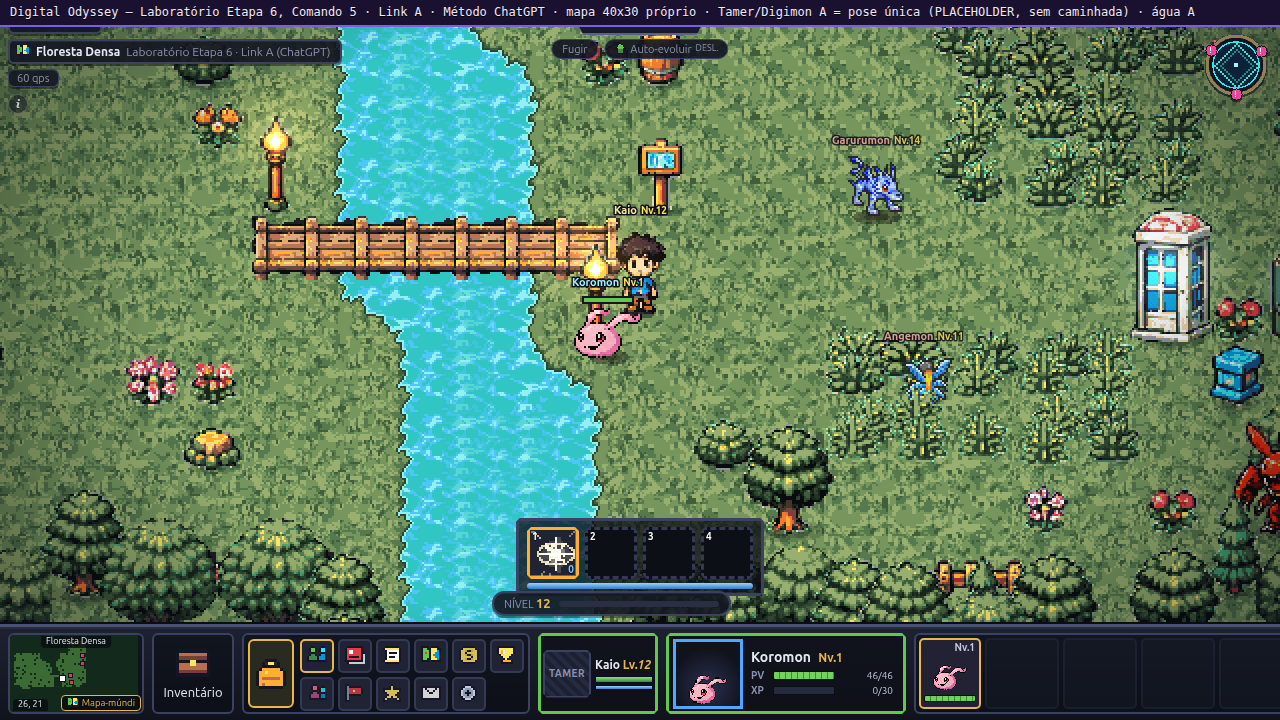 Digital Odyssey — Laboratório Etapa 6, Comando 5 · Link A · Método ChatGPT · mapa 40x30 próprio · Tamer/Digimon A = pose única (PLACEHOLDER, sem caminhada) · água A
Floresta Densa Laboratório Etapa 6 · Link A (ChatGPT)
Fugir
Auto-evoluir DESL.
60 qps
i
Garurumon Nv.14
Kaio Nv.12
Koromon Nv.1
Angemon Nv.11
1
2
3
4
0
NÍVEL 12
Floresta Densa
26, 21
Mapa-múndi
Inventário
TAMER
Kaio Lv.12
Koromon Nv.1
PV 46/46
XP 0/30
Nv.1